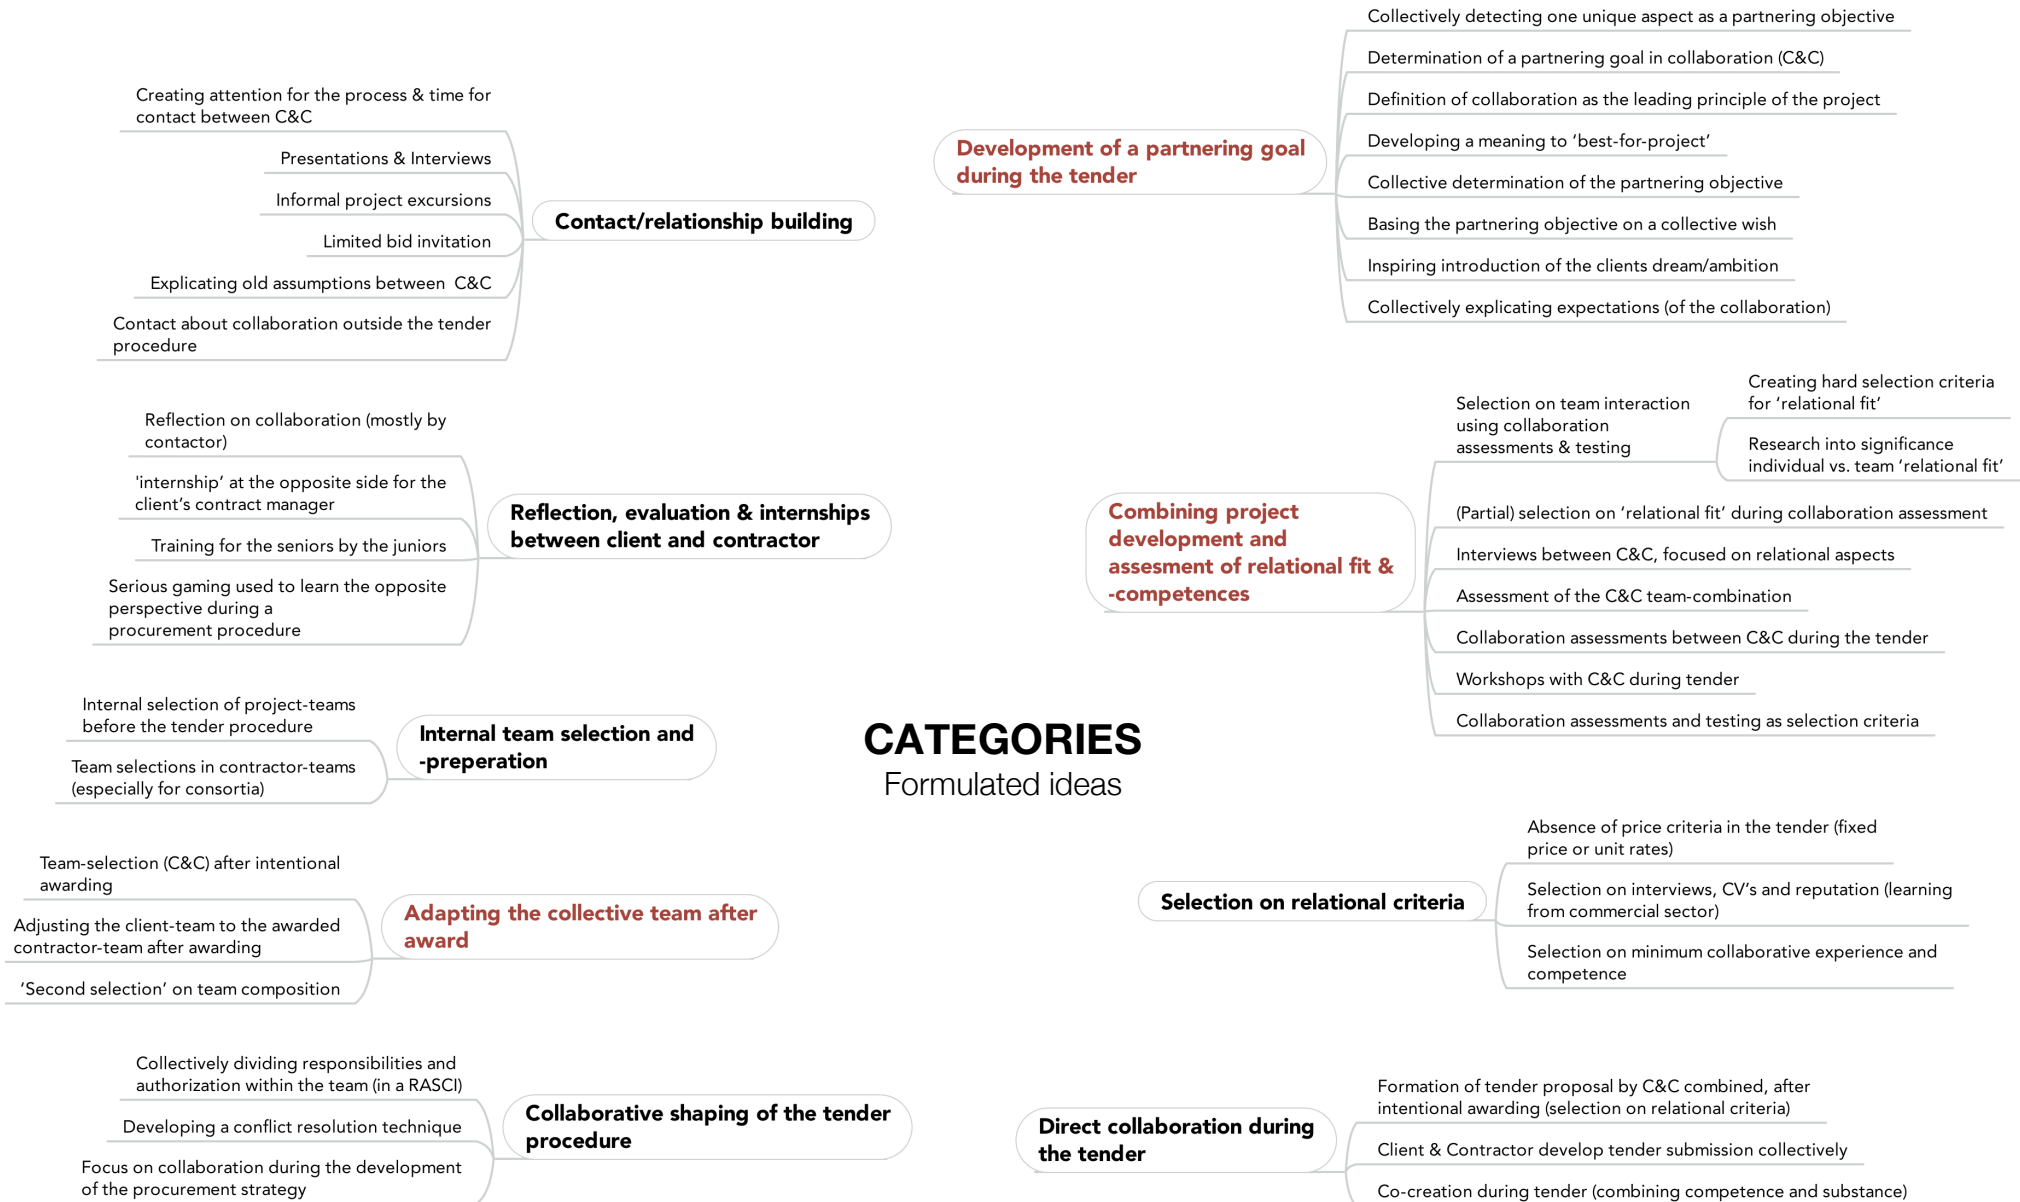 Creating attention for the process & time for
contact between C&C
Presentations & Interviews
Informal project excursions
Limited bid invitation
Explicating old assumptions between  C&C
Contact about collaboration outside the tender
procedure
Contact/relationship building
Reflection on collaboration (mostly by
contactor)
'internship’ at the opposite side for the
client’s contract manager
Training for the seniors by the juniors
Serious gaming used to learn the opposite
perspective during a
procurement procedure
Reflection, evaluation & internships
between client and contractor
Internal selection of project-teams
before the tender procedure
Team selections in contractor-teams
(especially for consortia)
Internal team selection and
-preperation
Team-selection (C&C) after intentional
awarding
Adjusting the client-team to the awarded
contractor-team after awarding
‘Second selection’ on team composition
Adapting the collective team after
award
Collectively dividing responsibilities and
authorization within the team (in a RASCI)
Developing a conflict resolution technique
Focus on collaboration during the development
of the procurement strategy
Collaborative shaping of the tender
procedure
CATEGORIES
Formulated ideas
Development of a partnering goal
during the tender
Collectively detecting one unique aspect as a partnering objective
Determination of a partnering goal in collaboration (C&C)
Definition of collaboration as the leading principle of the project
Developing a meaning to ‘best-for-project’
Collective determination of the partnering objective
Basing the partnering objective on a collective wish
Inspiring introduction of the clients dream/ambition
Collectively explicating expectations (of the collaboration)
Combining project
development and
assesment of relational fit &
-competences
Selection on team interaction
using collaboration
assessments & testing
Creating hard selection criteria
for ‘relational fit’
Research into significance
individual vs. team ‘relational fit’
(Partial) selection on ‘relational fit’ during collaboration assessment
Interviews between C&C, focused on relational aspects
Assessment of the C&C team-combination
Collaboration assessments between C&C during the tender
Workshops with C&C during tender
Collaboration assessments and testing as selection criteria
Selection on relational criteria
Absence of price criteria in the tender (fixed
price or unit rates)
Selection on interviews, CV’s and reputation (learning
from commercial sector)
Selection on minimum collaborative experience and
competence
Direct collaboration during
the tender
Formation of tender proposal by C&C combined, after
intentional awarding (selection on relational criteria)
Client & Contractor develop tender submission collectively
Co-creation during tender (combining competence and substance)